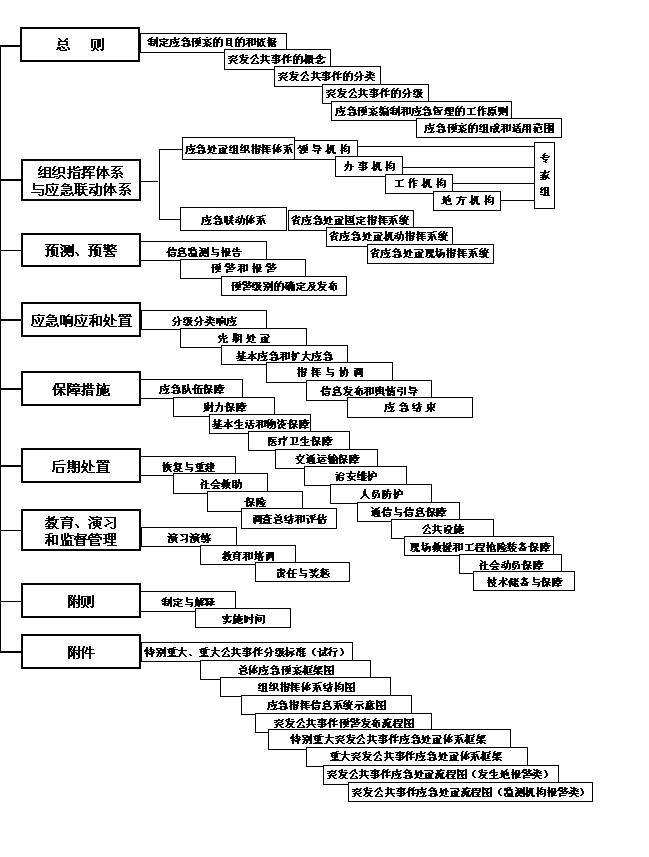 总 则
制定应急预案的目的和依据
突发公共事件的概念
突发公共事件的分类
突发公共事件的分级
应急预案编制和应急管理的工作原则
应急预案的组成和适用范围
组织指挥体系
与应急联动体系
应急处置组织指挥体系
领导机构
办事机构
工作机构
地方机构
专家组
应急联动体系
省应急处置固定指挥系统
省应急处置机动指挥系统
省应急处置现场指挥系统
预测、预警
信息监测与报告
预警和报警
预警级别的确定及发布
应急响应和处置
分级分类响应
先期处置
基本应急和扩大应急
指挥与协调
信息发布和舆情引导
应急结束
保障措施
应急队伍保障
财力保障
基本生活和物资保障
医疗卫生保障
交通运输保障
治安维护
人员防护
通信与信息保障
公共设施
现场救援和工程抢险装备保障
社会动员保障
技术储备与保障
后期处置
恢复与重建
社会救助
保险
调查总结和评估
教育、演习
和监督管理
演习演练
教育和培训
责任与奖惩
附则
制定与解释
实施时间
附件
特别重大、重大公共事件分级标准（试行）
总体应急预案框架图
组织指挥体系结构图
应急指挥信息系统示意图
突发公共事件预警发布流程图
特别重大突发公共事件应急处置体系框架
重大突发公共事件应急处置体系框架
突发公共事件应急处置流程图（发生地报警类）
突发公共事件应急处置流程图（监测机构报警类）